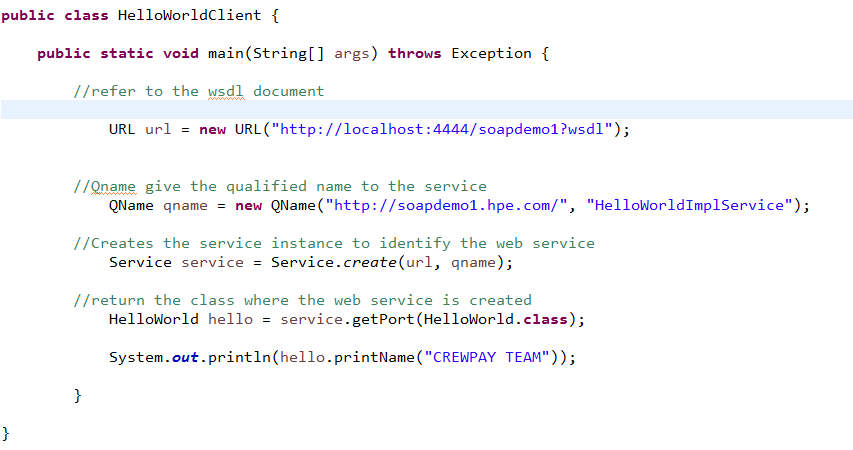 public class HelloWorldClient {
public static void main(String[] args) throws Exception {
//refer to the wsdl document
URL url = new URL("http://localhost:4444/soapdemo1?wsdl");
//Qname give the qualified name to the service
QName qname = new QName("http://soapdemo1.hpe.com/", "HelloWorldImplService");
//Creates the service instance to identify the web service
Service service = Service.create(url, qname);
//return the class where the web service is created
HelloWorld hello = service.getPort(HelloWorld.class);
System.out.println(hello.printName("CREWPAY TEAM"));
}
}